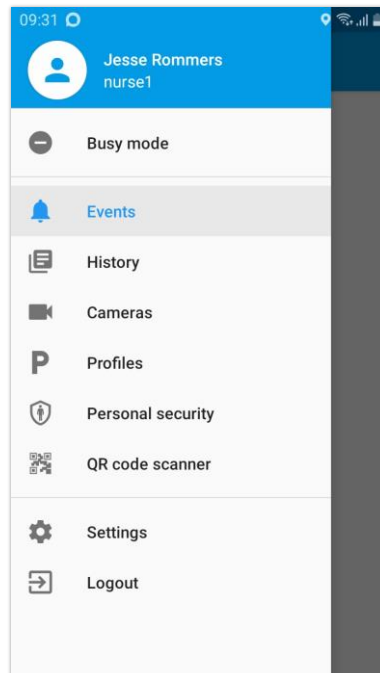 09:31
Jesse Rommers
nurse1
Busy mode
Events
History
Cameras
P Profiles
Personal security
QR code scanner
Settings
Logout